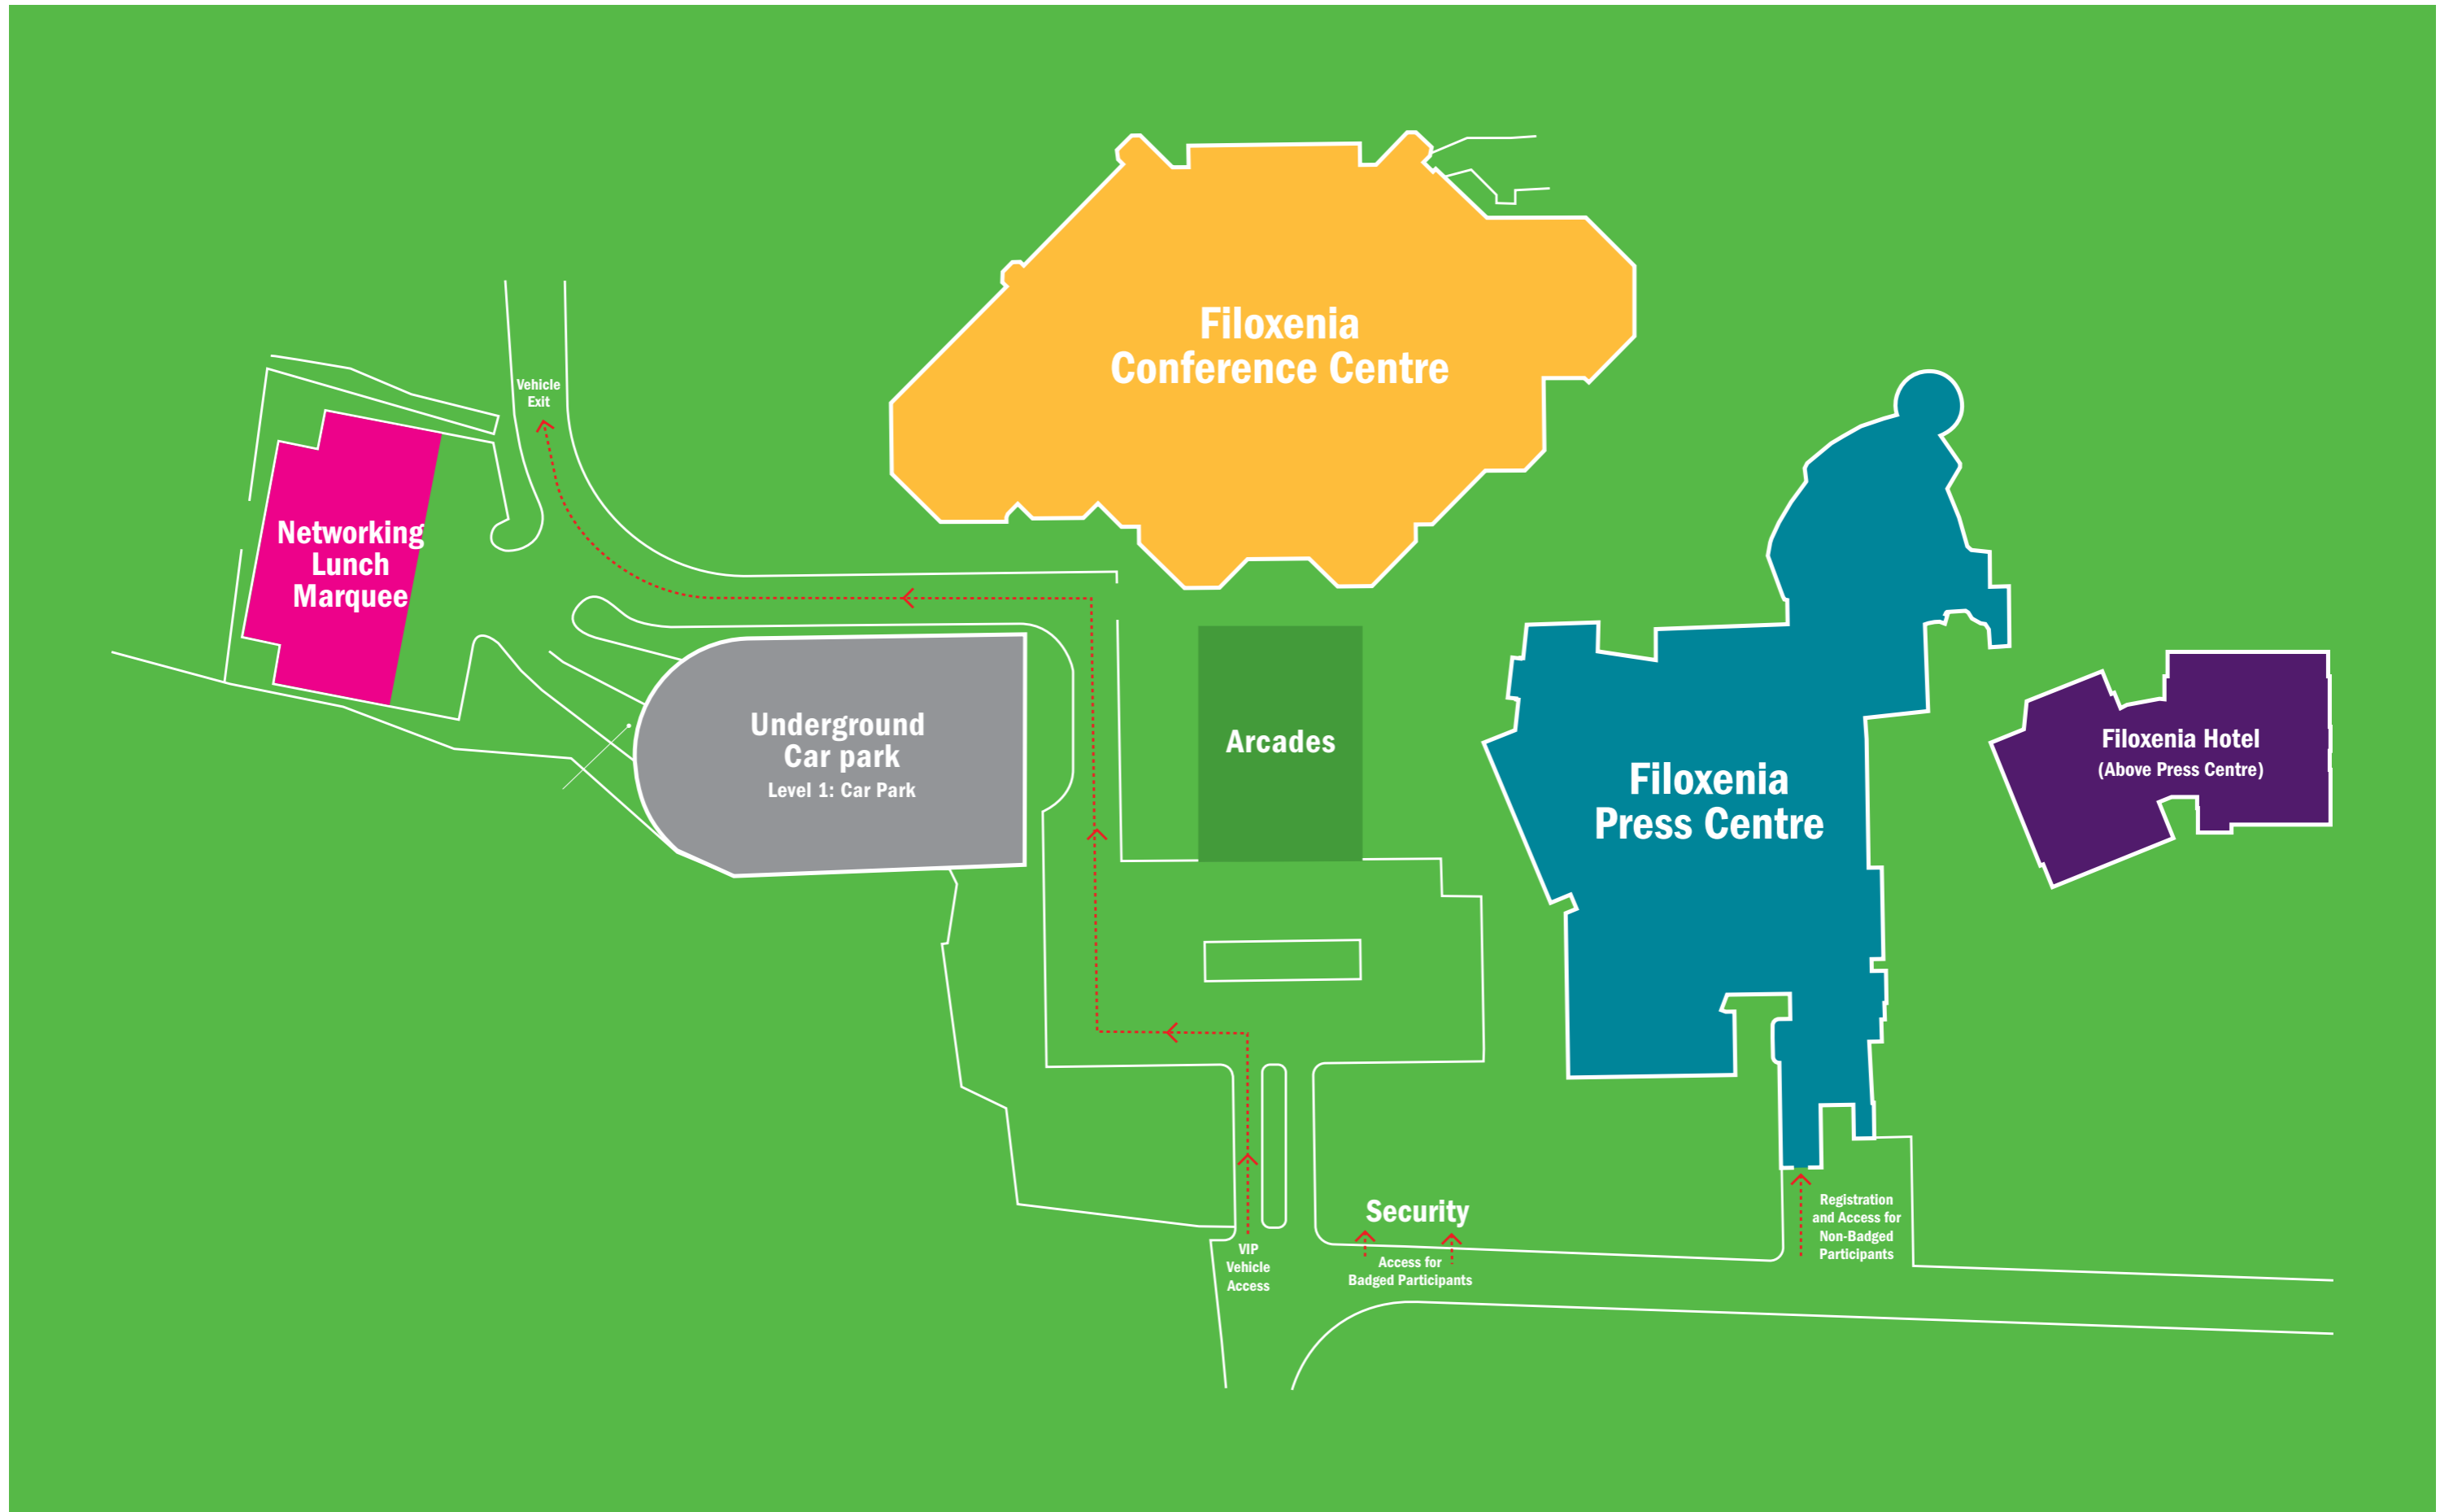 Filoxenia
Conference Centre
Vehicle
Exit
Networking
Lunch
Marquee
Underground
Car park
Level 1: Car Park
Arcades
Filoxenia
Press Centre
Filoxenia Hotel
(Above Press Centre)
Security
VIP
Vehicle
Access
Access for
Badged Participants
Registration
and Access for
Non-Badged
Participants